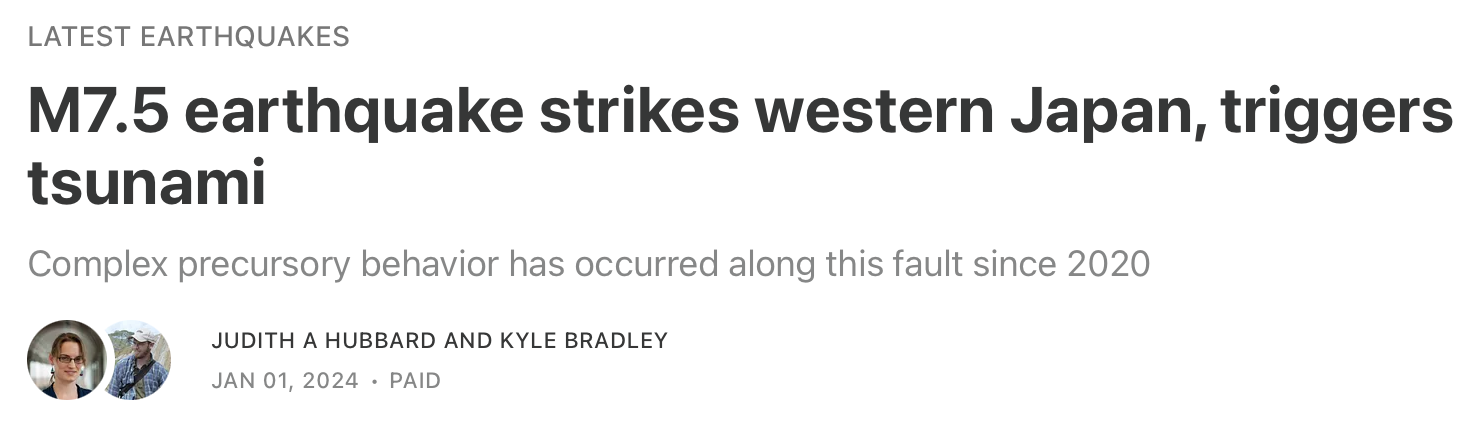 LATEST EARTHQUAKES
M7.5 earthquake strikes western Japan, triggers
tsunami
Complex precursory behavior has occurred along this fault since 2020
JUDITH A HUBBARD AND KYLE BRADLEY
JAN 01, 2024 • PAID